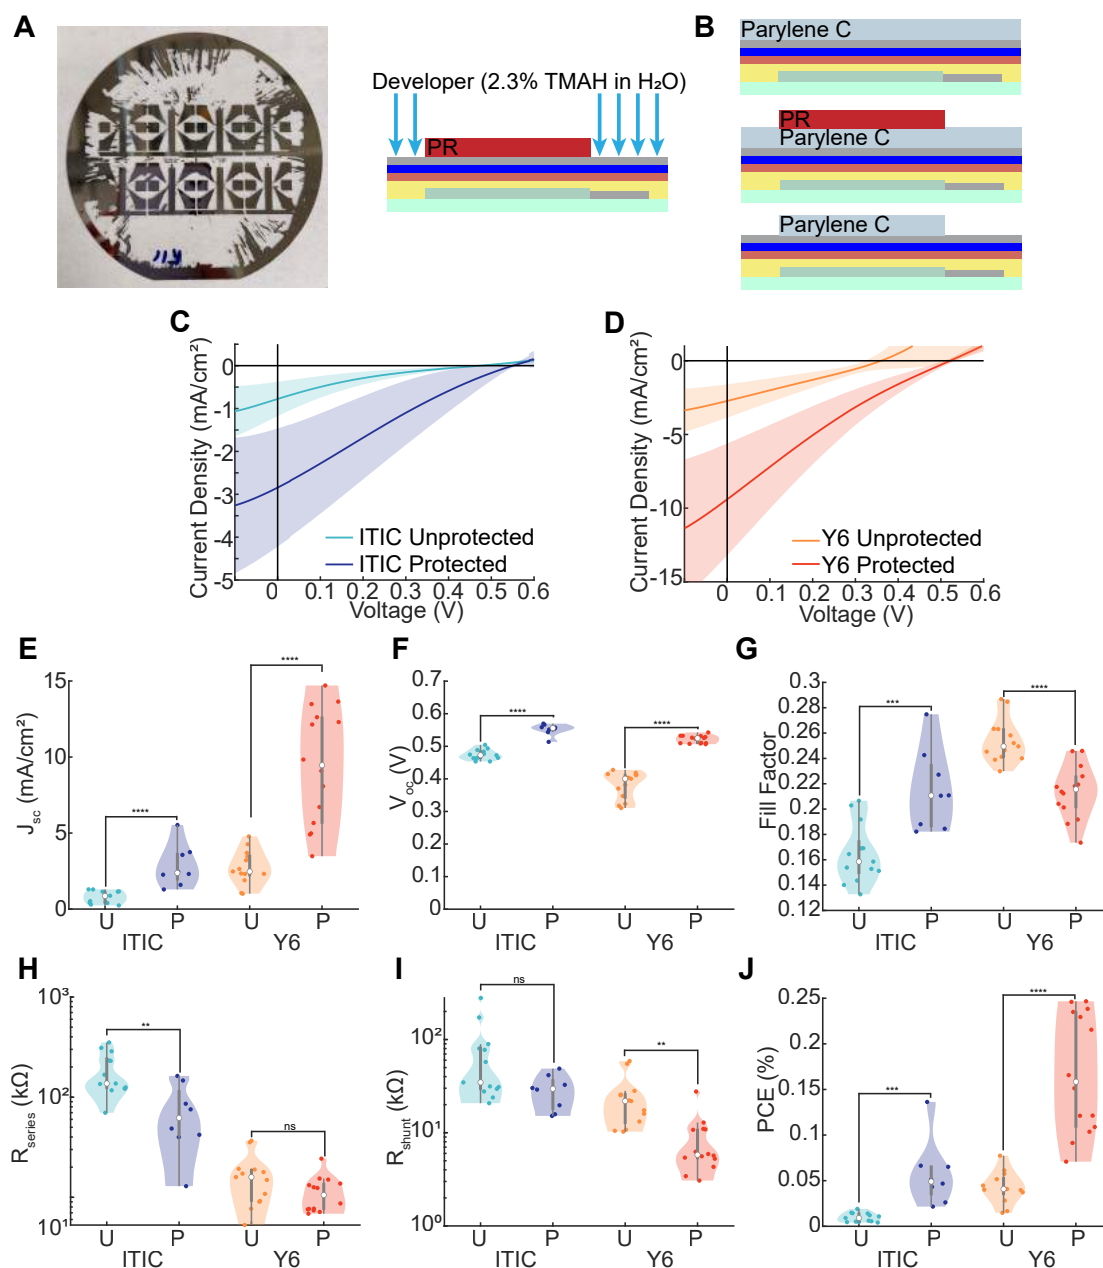 A
B
Developer (2.3% TMAH in H₂O)
PR
Parylene C
PR
Parylene C
Parylene C
C
Current Density (mA/cm²)
0
-1
-2
-3
-4
-5
ITIC Unprotected
ITIC Protected
0 0.1 0.2 0.3 0.4 0.5 0.6
Voltage (V)
D
Current Density (mA/cm²)
0
-5
-10
-15
Y6 Unprotected
Y6 Protected
0 0.1 0.2 0.3 0.4 0.5 0.6
Voltage (V)
E
Jsc (mA/cm²)
15
10
5
0
****
****
U P U P
ITIC Y6
F
Voc (V)
0.7
0.6
0.5
0.4
0.3
0.2
0.1
0
****
****
U P U P
ITIC Y6
G
Fill Factor
0.3
0.28
0.26
0.24
0.22
0.2
0.18
0.16
0.14
0.12
***
****
U P U P
ITIC Y6
H
Rseries (kΩ)
10³
10²
10¹
**
ns
U P U P
ITIC Y6
I
Rshunt (kΩ)
10²
10¹
10⁰
ns
**
U P U P
ITIC Y6
J
PCE (%)
0.25
0.2
0.15
0.1
0.05
0
***
****
U P U P
ITIC Y6